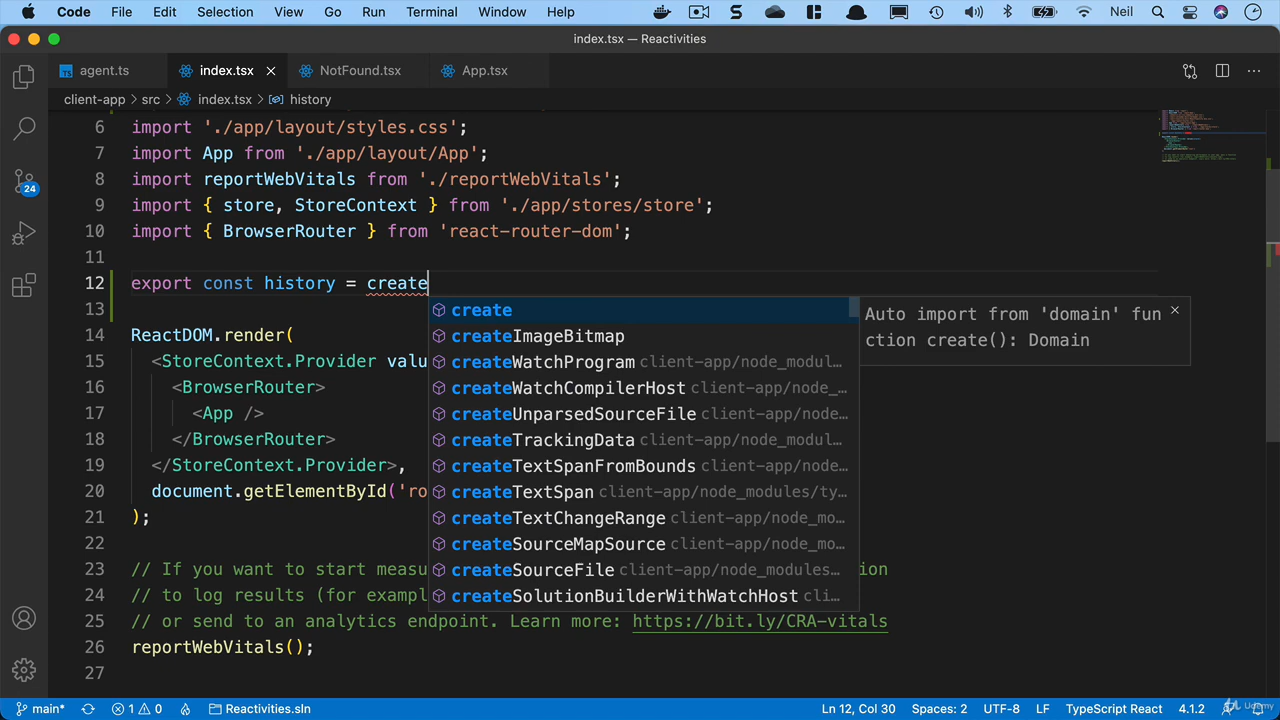 Code File Edit Selection View Go Run Terminal Window Help Neil
index.tsx — Reactivities
TS agent.ts index.tsx NotFound.tsx App.tsx
client-app > src > index.tsx > history
6 import './app/layout/styles.css';
7 import App from './app/layout/App';
8 import reportWebVitals from './reportWebVitals';
9 import { store, StoreContext } from './app/stores/store';
10 import { BrowserRouter } from 'react-router-dom';
11
12 export const history = create
13
create
Auto import from 'domain' fun
ction create(): Domain
createImageBitmap
createWatchProgram client-app/node_modul...
createWatchCompilerHost client-app/node_modul...
createUnparsedSourceFile client-app/node...
createTrackingData client-app/node_modul...
createTextSpanFromBounds client-app/node...
createTextSpan client-app/node_modules/ty...
createTextChangeRange client-app/node_mo...
createSourceMapSource client-app/node_mo...
createSourceFile client-app/node_modules...
createSolutionBuilderWithWatchHost cli...
14 ReactDOM.render(
15 <StoreContext.Provider valu
16 <BrowserRouter>
17 <App />
18 </BrowserRouter>
19 </StoreContext.Provider>,
20 document.getElementById('ro
21 );
22
23 // If you want to start measu ion
24 // to log results (for exampl
25 // or send to an analytics endpoint. Learn more: https://bit.ly/CRA-vitals
26 reportWebVitals();
27
24
main* 1 0 Reactivities.sln Ln 12, Col 30 Spaces: 2 UTF-8 LF TypeScript React 4.1.2
Udemy